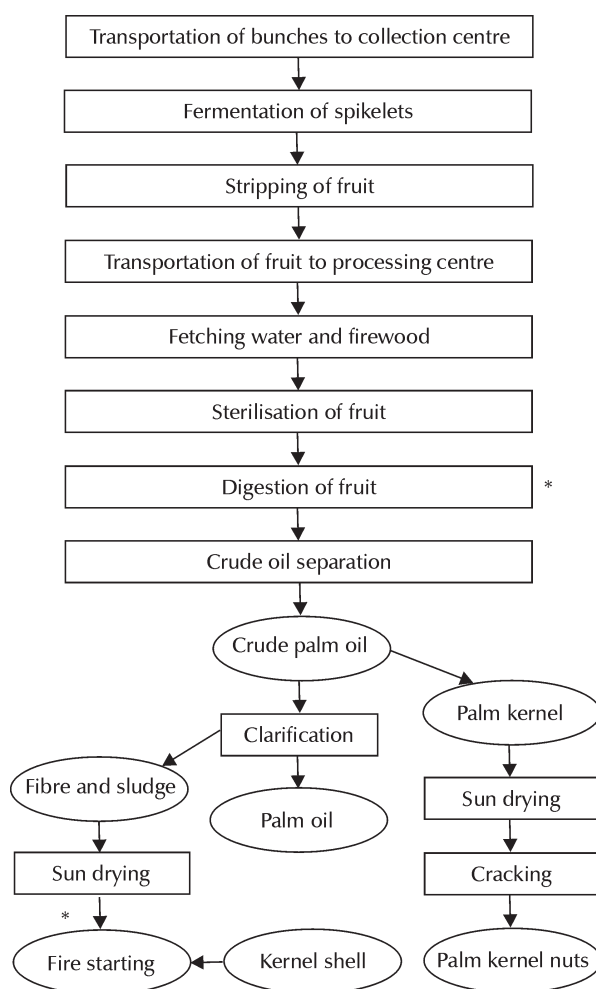 Transportation of bunches to collection centre
Fermentation of spikelets
Stripping of fruit
Transportation of fruit to processing centre
Fetching water and firewood
Sterilisation of fruit
Digestion of fruit *
Crude oil separation
Crude palm oil
Palm kernel
Clarification
Fibre and sludge
Sun drying
Palm oil
Sun drying
Cracking
*
Fire starting
Kernel shell
Palm kernel nuts